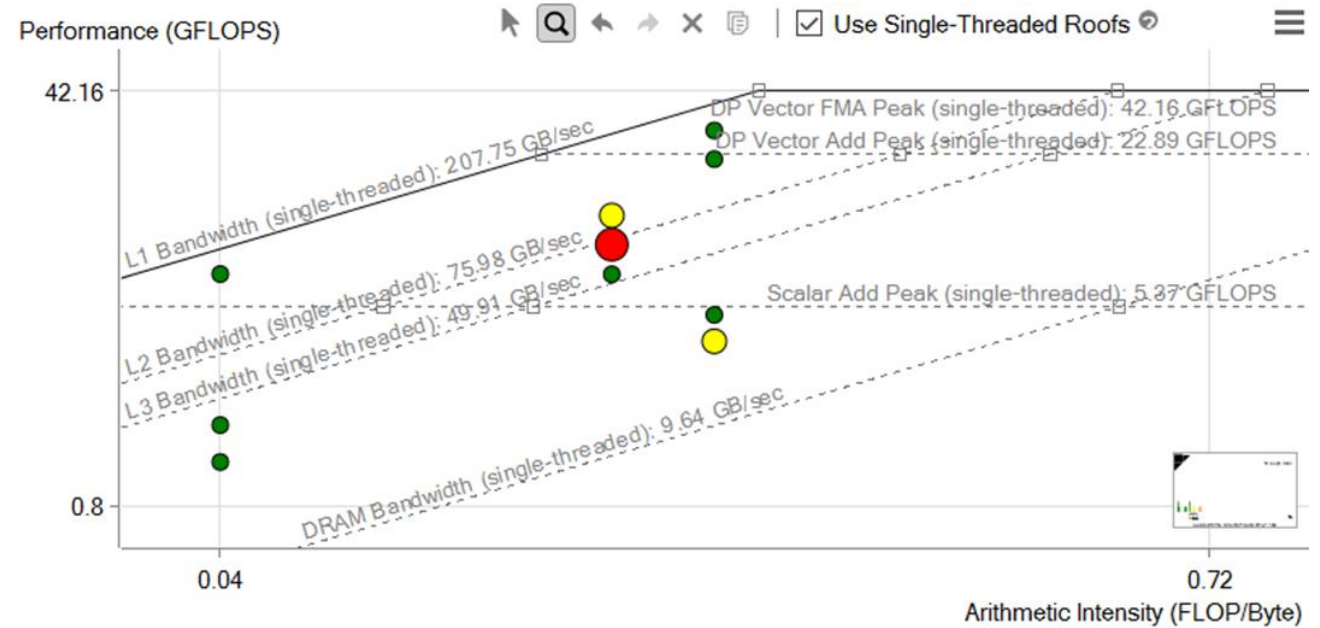 Performance (GFLOPS)
Use Single-Threaded Roofs
42.16
DP Vector FMA Peak (single-threaded): 42.16 GFLOPS
DP Vector Add Peak (single-threaded): 22.89 GFLOPS
L1 Bandwidth (single-threaded): 207.75 GB/sec
L2 Bandwidth (single-threaded): 75.98 GB/sec
L3 Bandwidth (single-threaded): 49.91 GB/sec
Scalar Add Peak (single-threaded): 5.37 GFLOPS
DRAM Bandwidth (single-threaded): 9.64 GB/sec
0.8
0.04
0.72
Arithmetic Intensity (FLOP/Byte)